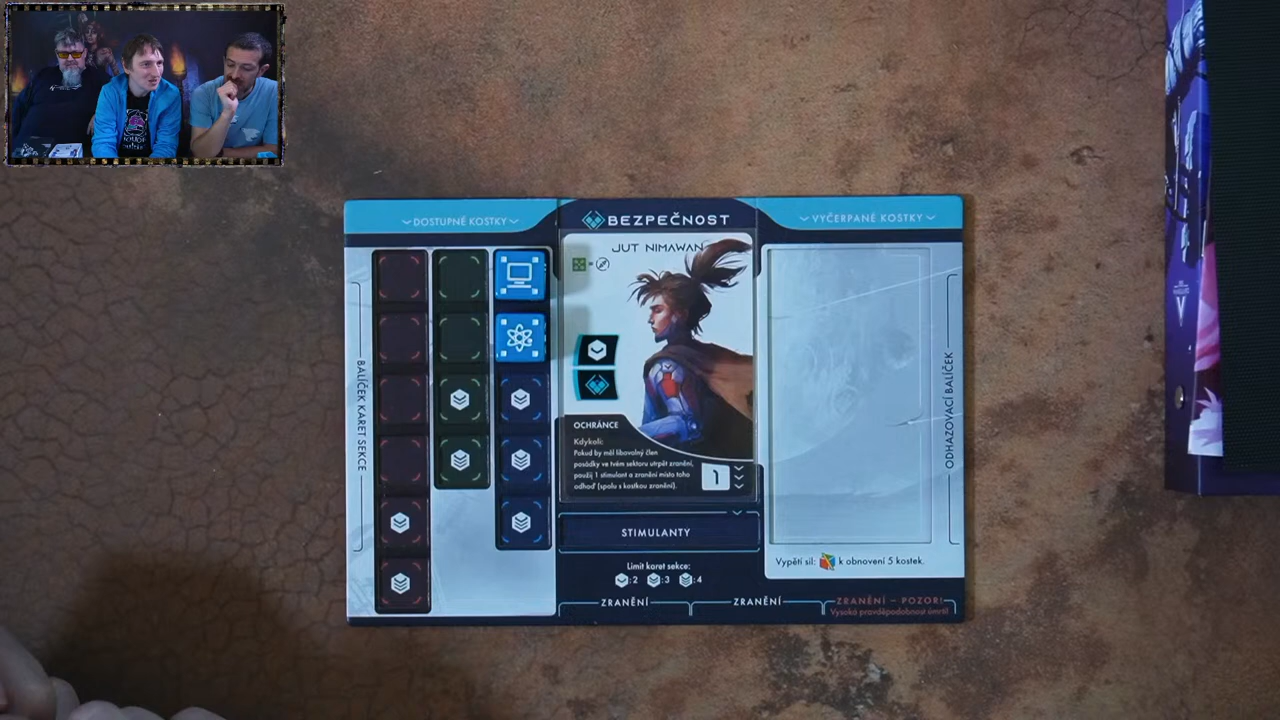 DOSTUPNÉ KOSTKY
BEZPEČNOST
VYČERPANÉ KOSTKY
JUT NIMAWAN
BALÍČEK KARET SEKCE
OCHRÁNCE
Kdykoli:
Pokud by měl libovolný člen
posádky ve tvém sektoru utrpět zranění,
použij 1 stimulant a zranění místo toho
odhoď (spolu s kostkou zranění).
1
ODHAZOVACÍ BALÍČEK
STIMULANTY
Limit karet sekce:
:2 :3 :4
Vypětí sil: k obnovení 5 kostek.
ZRANĚNÍ
ZRANĚNÍ
ZRANĚNÍ – POZOR!
Vysoká pravděpodobnost úmrtí!